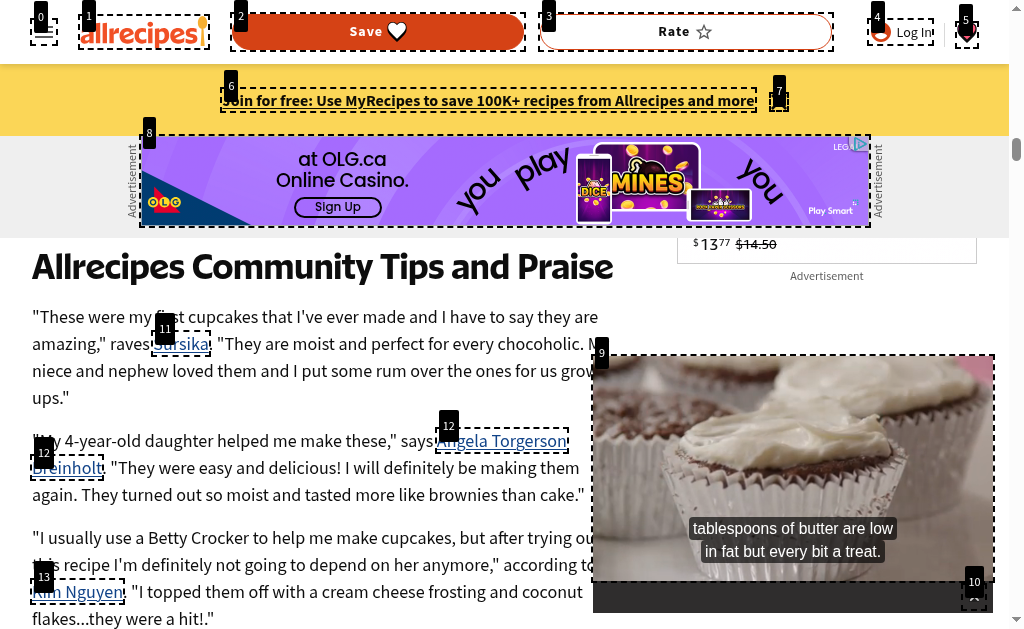 0
1
2
3
4
5
allrecipes
Save
Rate
Log In
6
7
Join for free: Use MyRecipes to save 100K+ recipes from Allrecipes and more
8
Advertisement
at OLG.ca
Online Casino.
Sign Up
OLG
you play
DICE
MINES
you
Play Smart
Advertisement
$13 77 $14.50
Advertisement
Allrecipes Community Tips and Praise
"These were my first cupcakes that I've ever made and I have to say they are
11
amazing," raves Sarsika. "They are moist and perfect for every chocoholic.
niece and nephew loved them and I put some rum over the ones for us
ups."
12
"My 4-year-old daughter helped me make these," says Angela Torgerson
12
Breinholt. "They were easy and delicious! I will definitely be making them
again. They turned out so moist and tasted more like brownies than cake."
"I usually use a Betty Crocker to help me make cupcakes, but after trying
this recipe I'm definitely not going to depend on her anymore," according
13
Kim Nguyen. "I topped them off with a cream cheese frosting and coconut
flakes...they were a hit!."
9
tablespoons of butter are low
in fat but every bit a treat.
10